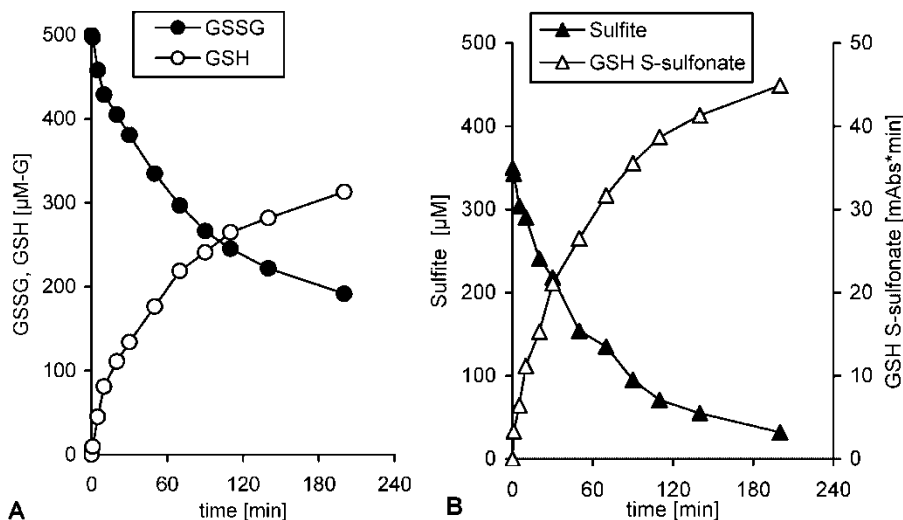 GSSG
GSH
500
400
300
200
100
0
GSSG, GSH [µM-G]
0 60 120 180 240
time [min]
A
Sulfite
GSH S-sulfonate
500
400
300
200
100
0
Sulfite [µM]
50
40
30
20
10
0
GSH S-sulfonate [mAbs*min]
0 60 120 180 240
time [min]
B